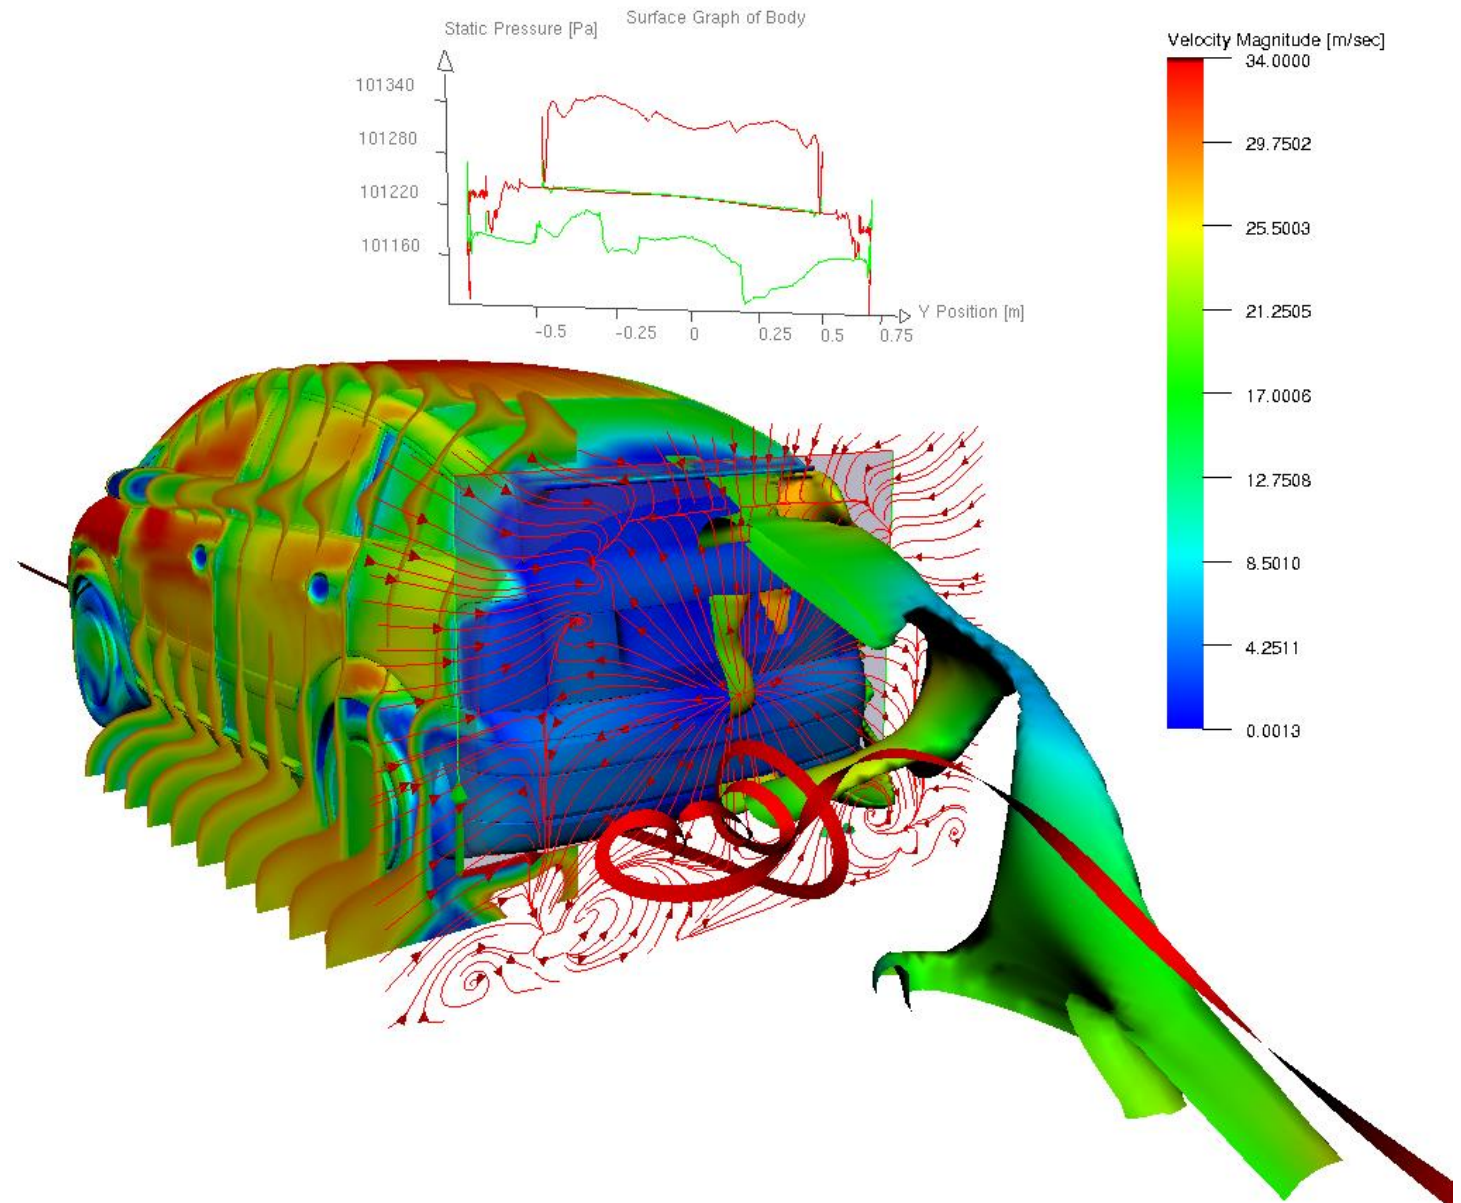 Surface Graph of Body
Static Pressure [Pa]
101340
101280
101220
101160
-0.5 -0.25 0 0.25 0.5 0.75
Y Position [m]
Velocity Magnitude [m/sec]
34.0000
29.7502
25.5003
21.2505
17.0006
12.7508
8.5010
4.2511
0.0013